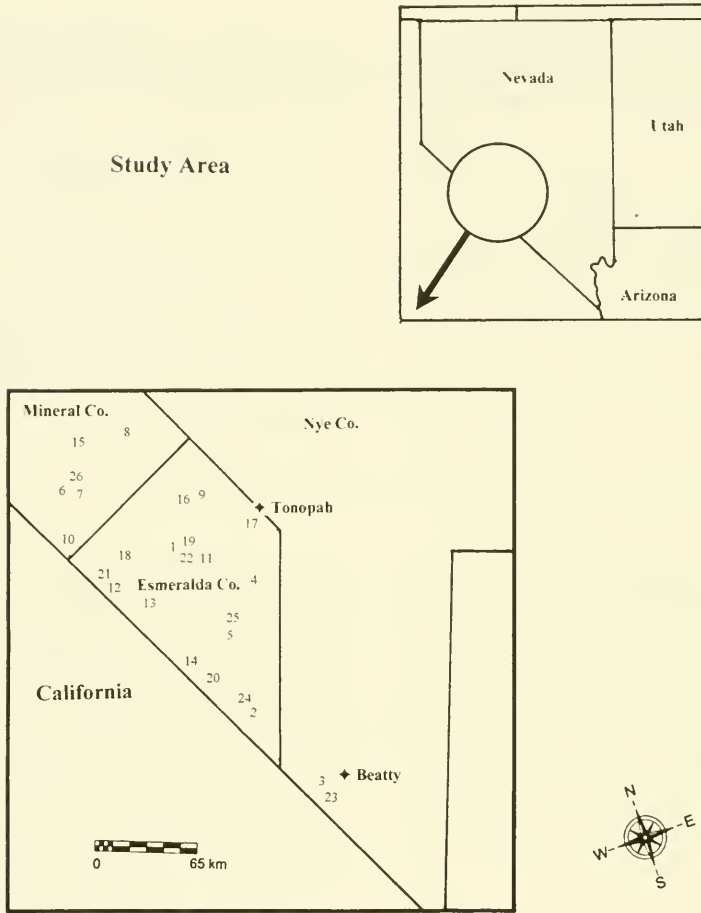 Nevada
Utah
Study Area
Arizona
Mineral Co.
8
Nye Co.
15
26
6 7
16 9
Tonopah
17
10
19
1
18
22 11
21
4
12
Esmeralda Co.
13
25
5
14
20
California
24
2
3
Beatty
23
0
65 km
N
E
W
S